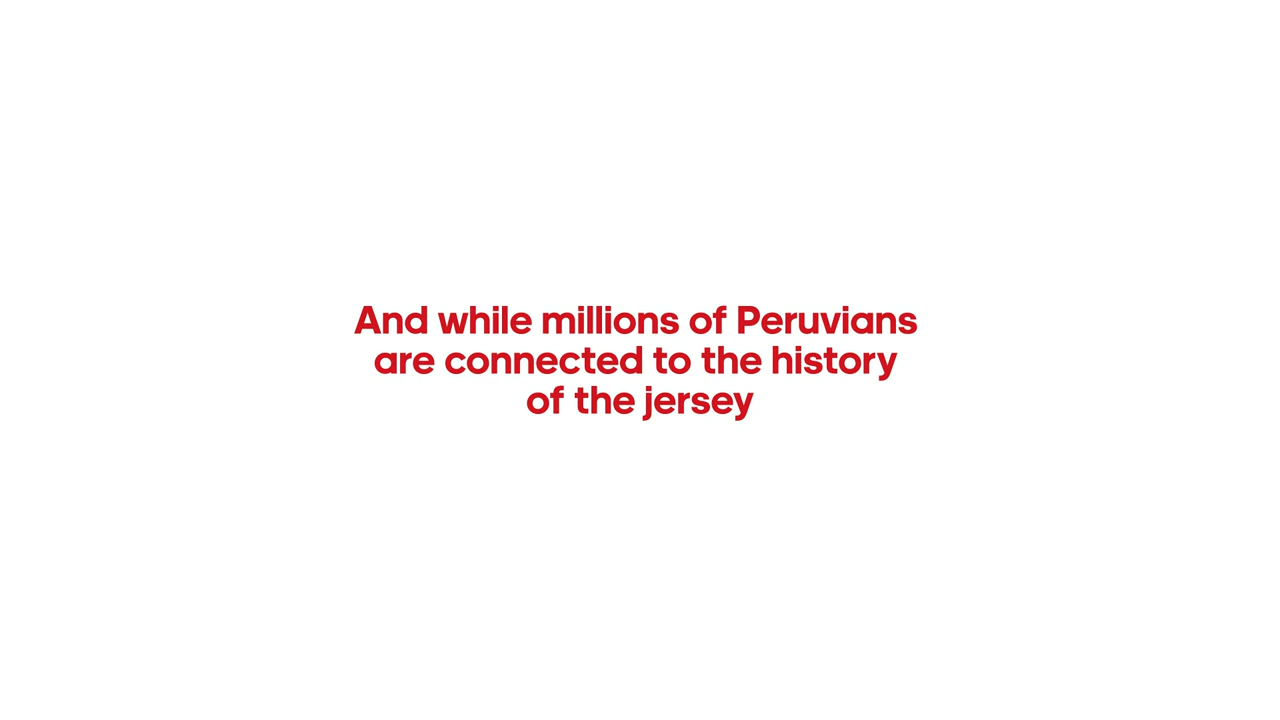 And while millions of Peruvians
are connected to the history
of the jersey